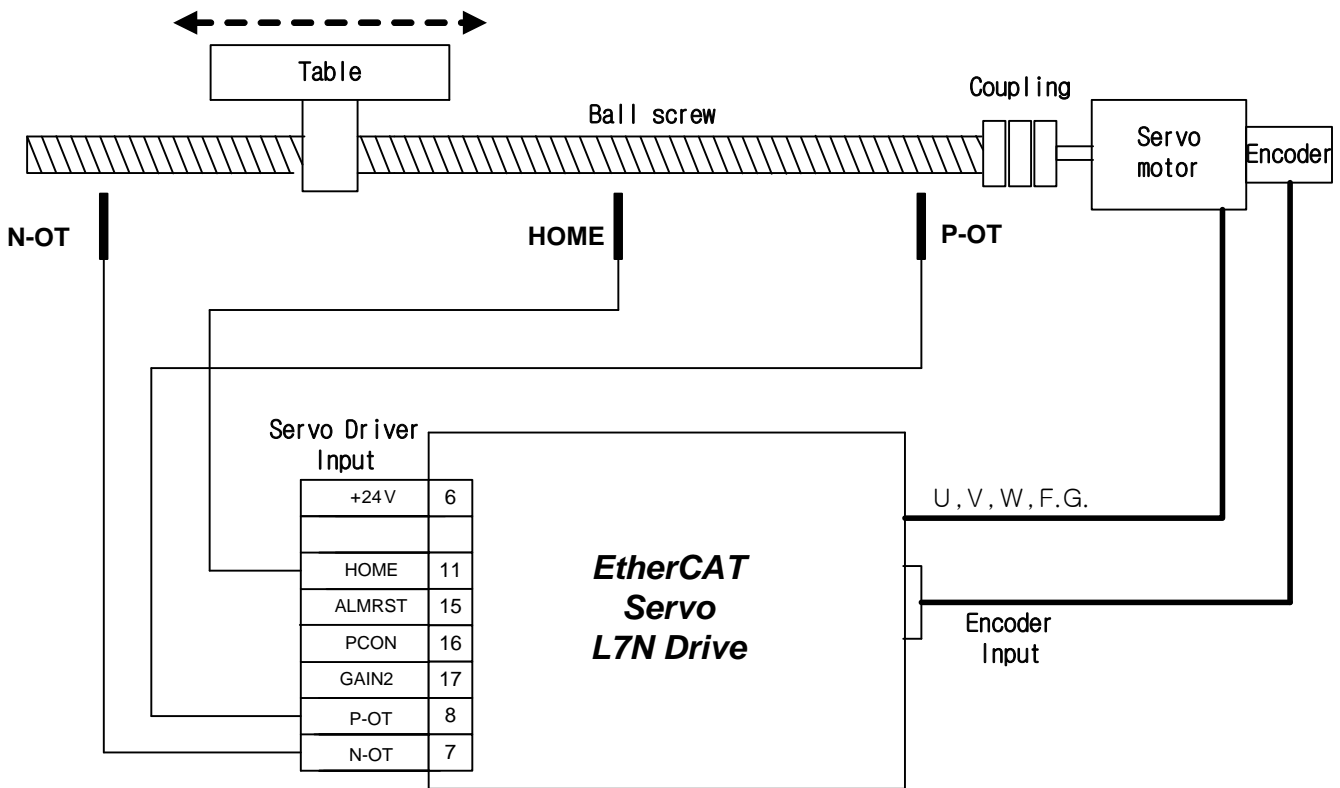 Table
Ball screw
Coupling
Servo
motor
Encoder
N-OT
HOME
P-OT
Servo Driver
Input
+24V 6
HOME 11
ALMRST 15
PCON 16
GAIN2 17
P-OT 8
N-OT 7
EtherCAT
Servo
L7N Drive
U,V,W,F.G.
Encoder
Input